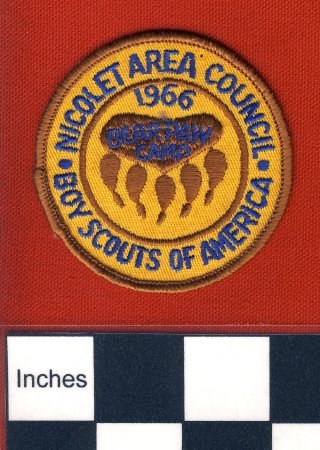 NICOLET AREA COUNCIL
1966
BEAR PAW
CAMP
• BOY SCOUTS OF AMERICA •
Inches